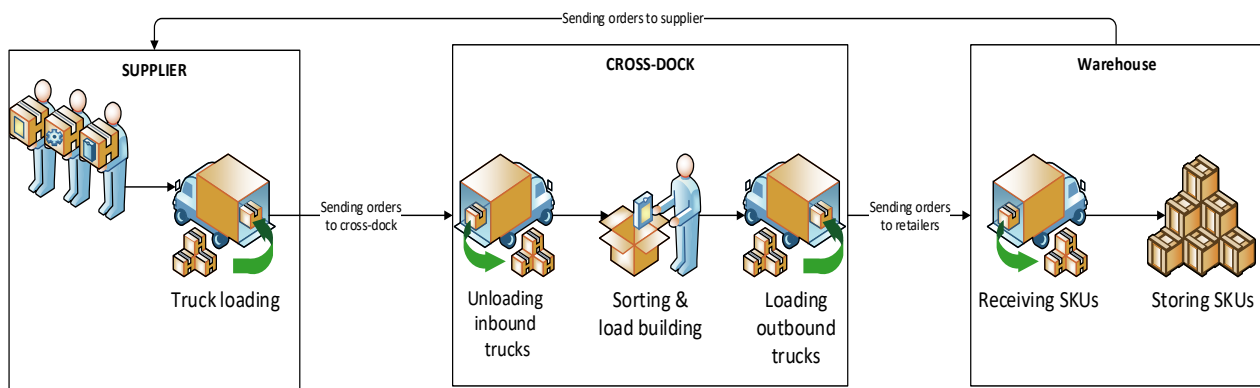 Sending orders to supplier
SUPPLIER
CROSS-DOCK
Warehouse
Sending orders
to cross-dock
Sending orders
to retailers
Truck loading
Unloading
inbound
trucks
Sorting &
load building
Loading
outbound
trucks
Receiving SKUs
Storing SKUs